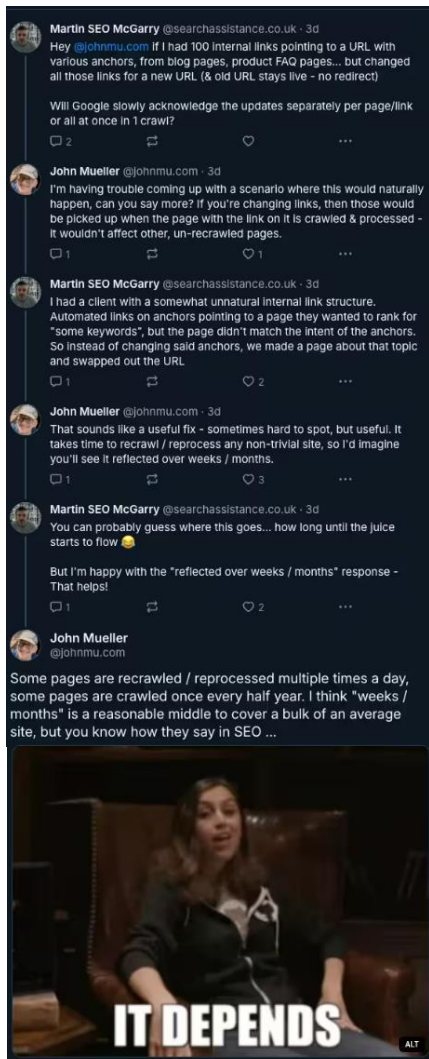 Martin SEO McGarry @searchassistance.co.uk · 3d
Hey @johnmu.com if I had 100 internal links pointing to a URL with
various anchors, from blog pages, product FAQ pages... but changed
all those links for a new URL (& old URL stays live - no redirect)
Will Google slowly acknowledge the updates separately per page/link
or all at once in 1 crawl?
2
John Mueller @johnmu.com · 3d
I'm having trouble coming up with a scenario where this would naturally
happen, can you say more? If you're changing links, then those would
be picked up when the page with the link on it is crawled & processed -
it wouldn't affect other, un-recrawled pages.
1 1
Martin SEO McGarry @searchassistance.co.uk · 3d
I had a client with a somewhat unnatural internal link structure.
Automated links on anchors pointing to a page they wanted to rank for
"some keywords", but the page didn't match the intent of the anchors.
So instead of changing said anchors, we made a page about that topic
and swapped out the URL
1 2
John Mueller @johnmu.com · 3d
That sounds like a useful fix - sometimes hard to spot, but useful. It
takes time to recrawl / reprocess any non-trivial site, so I'd imagine
you'll see it reflected over weeks / months.
1 3
Martin SEO McGarry @searchassistance.co.uk · 3d
You can probably guess where this goes... how long until the juice
starts to flow 😂
But I'm happy with the "reflected over weeks / months" response -
That helps!
1 2
John Mueller
@johnmu.com
Some pages are recrawled / reprocessed multiple times a day,
some pages are crawled once every half year. I think "weeks /
months" is a reasonable middle to cover a bulk of an average
site, but you know how they say in SEO ...
IT DEPENDS
ALT